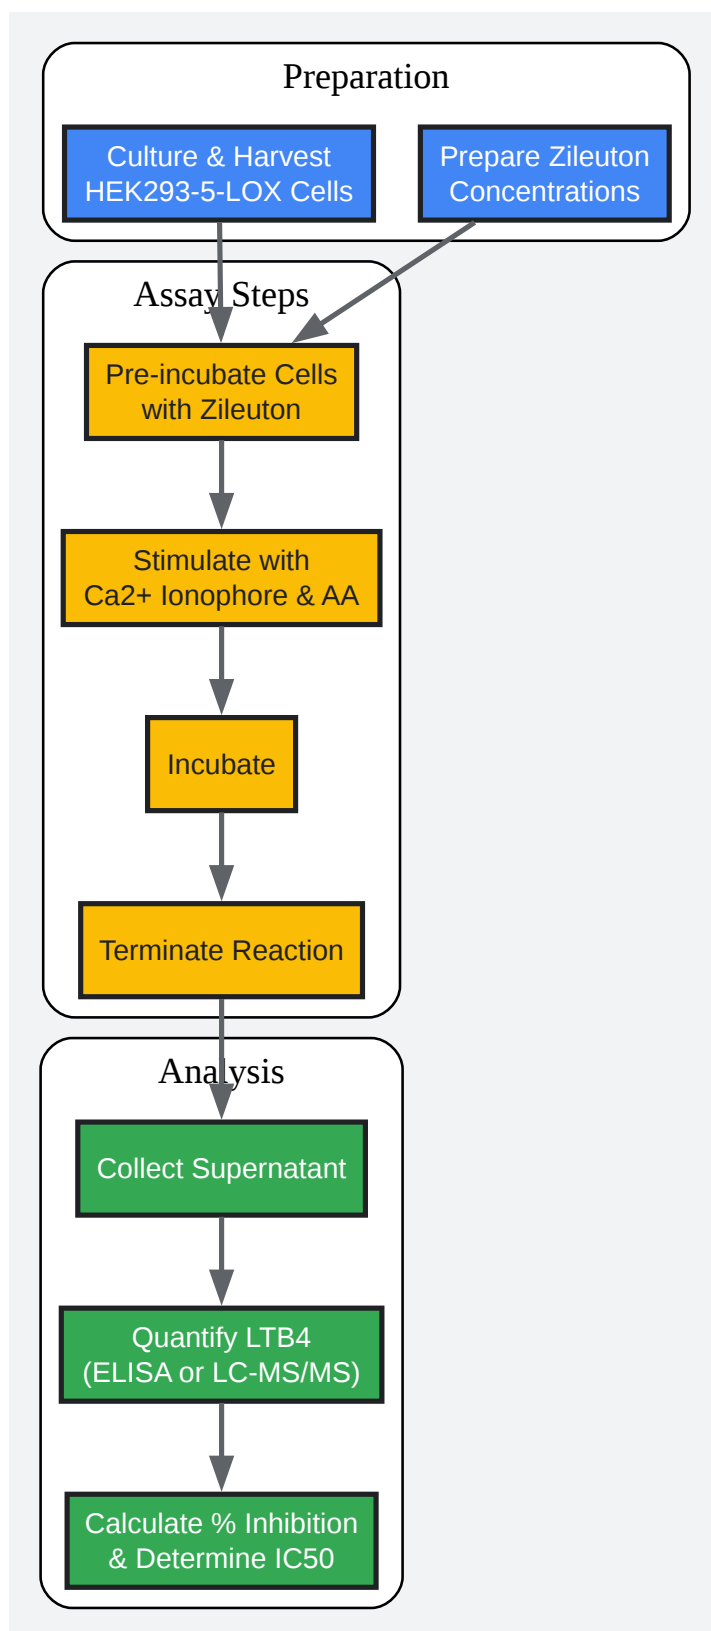 Preparation
Culture & Harvest
HEK293-5-LOX Cells
Prepare Zileuton
Concentrations
Assay Steps
Pre-incubate Cells
with Zileuton
Stimulate with
Ca2+ Ionophore & AA
Incubate
Terminate Reaction
Analysis
Collect Supernatant
Quantify LTB4
(ELISA or LC-MS/MS)
Calculate % Inhibition
& Determine IC50